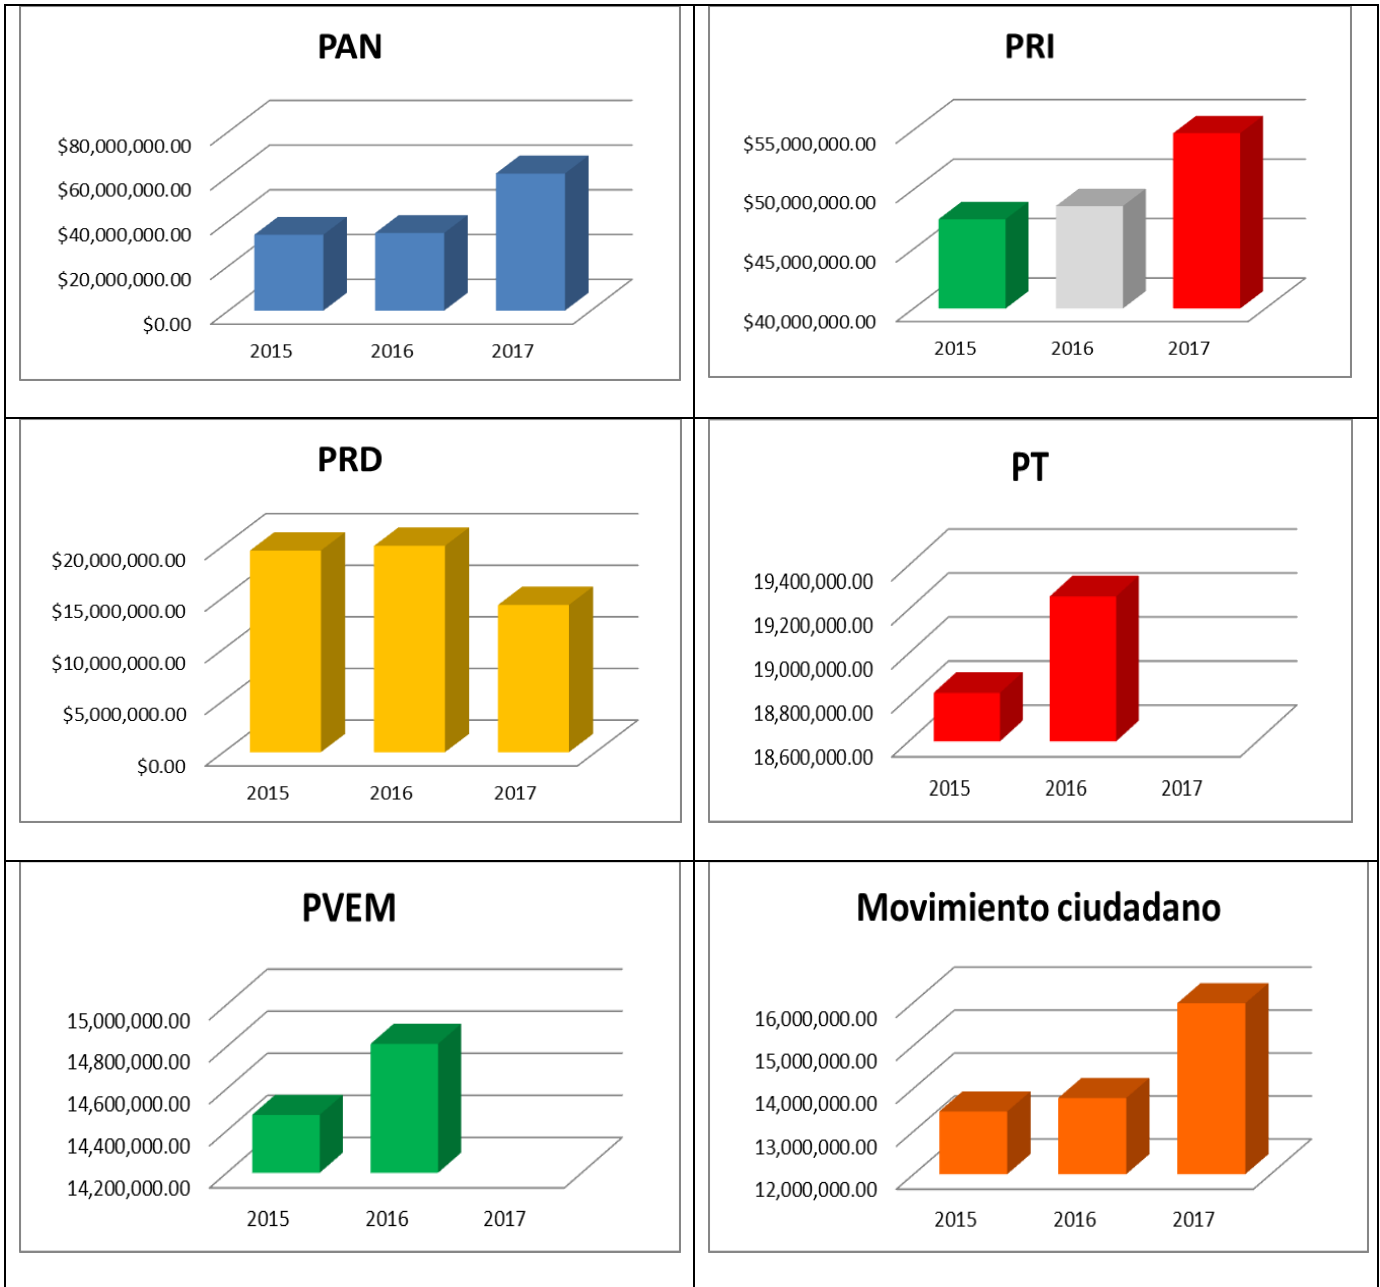 PAN
$80,000,000.00
$60,000,000.00
$40,000,000.00
$20,000,000.00
$0.00
2015 2016 2017
PRI
$55,000,000.00
$50,000,000.00
$45,000,000.00
$40,000,000.00
2015 2016 2017
PRD
$20,000,000.00
$15,000,000.00
$10,000,000.00
$5,000,000.00
$0.00
2015 2016 2017
PT
19,400,000.00
19,200,000.00
19,000,000.00
18,800,000.00
18,600,000.00
2015 2016 2017
PVEM
15,000,000.00
14,800,000.00
14,600,000.00
14,400,000.00
14,200,000.00
2015 2016 2017
Movimiento ciudadano
16,000,000.00
15,000,000.00
14,000,000.00
13,000,000.00
12,000,000.00
2015 2016 2017